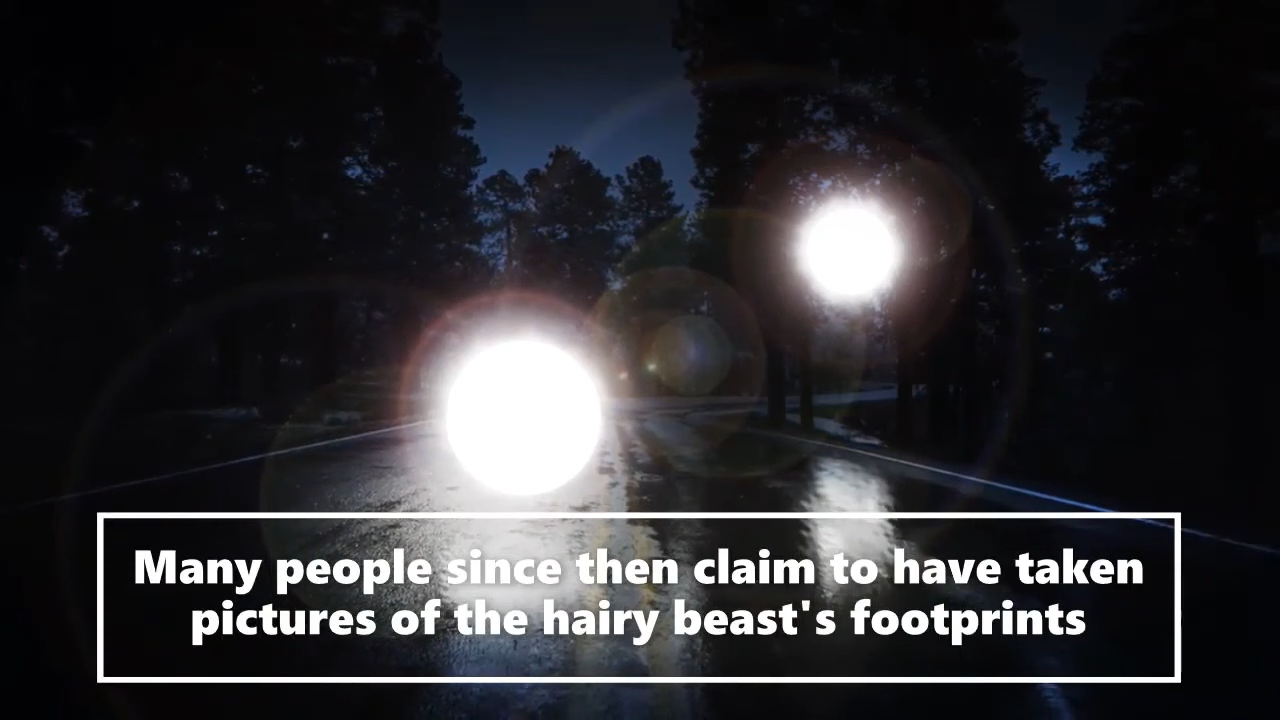 Many people since then claim to have taken
pictures of the hairy beast's footprints